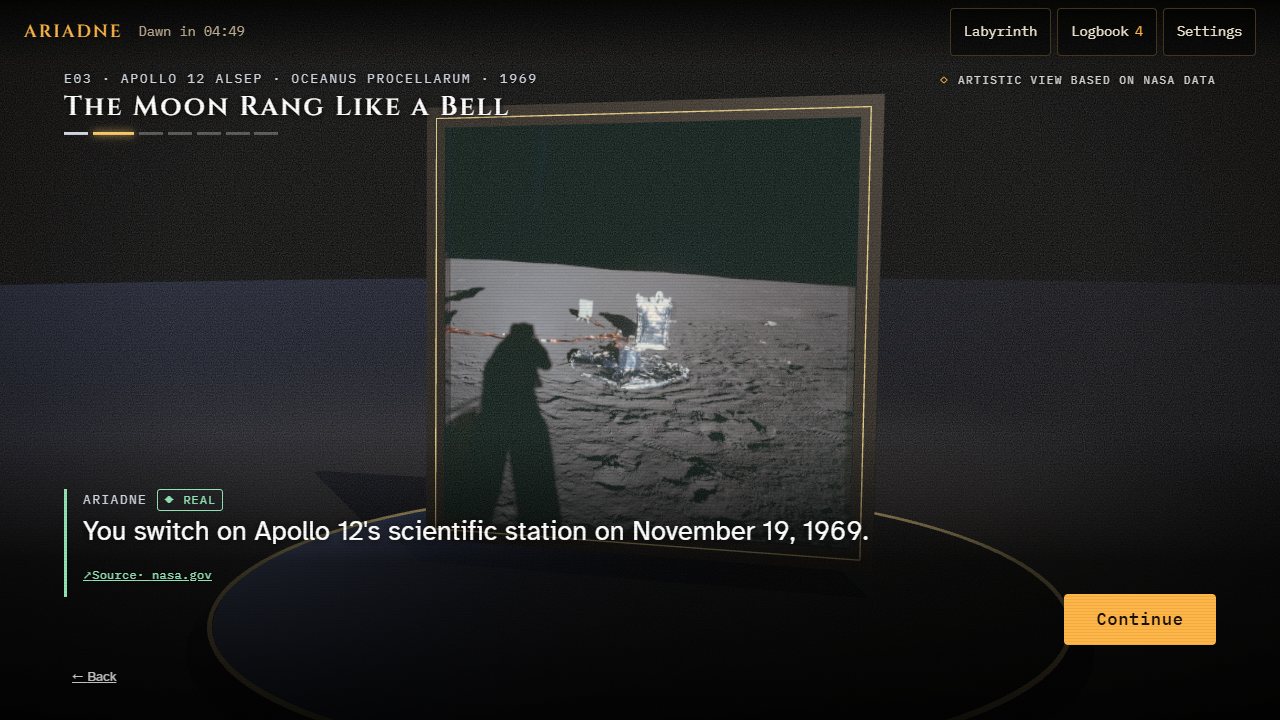 ARIADNE Dawn in 04:49 Labyrinth Logbook 4 Settings
E03 · APOLLO 12 ALSEP · OCEANUS PROCELLARUM · 1969
◇ ARTISTIC VIEW BASED ON NASA DATA
The Moon Rang Like a Bell
ARIADNE ◆ REAL
You switch on Apollo 12's scientific station on November 19, 1969.
↗Source· nasa.gov
Continue
← Back